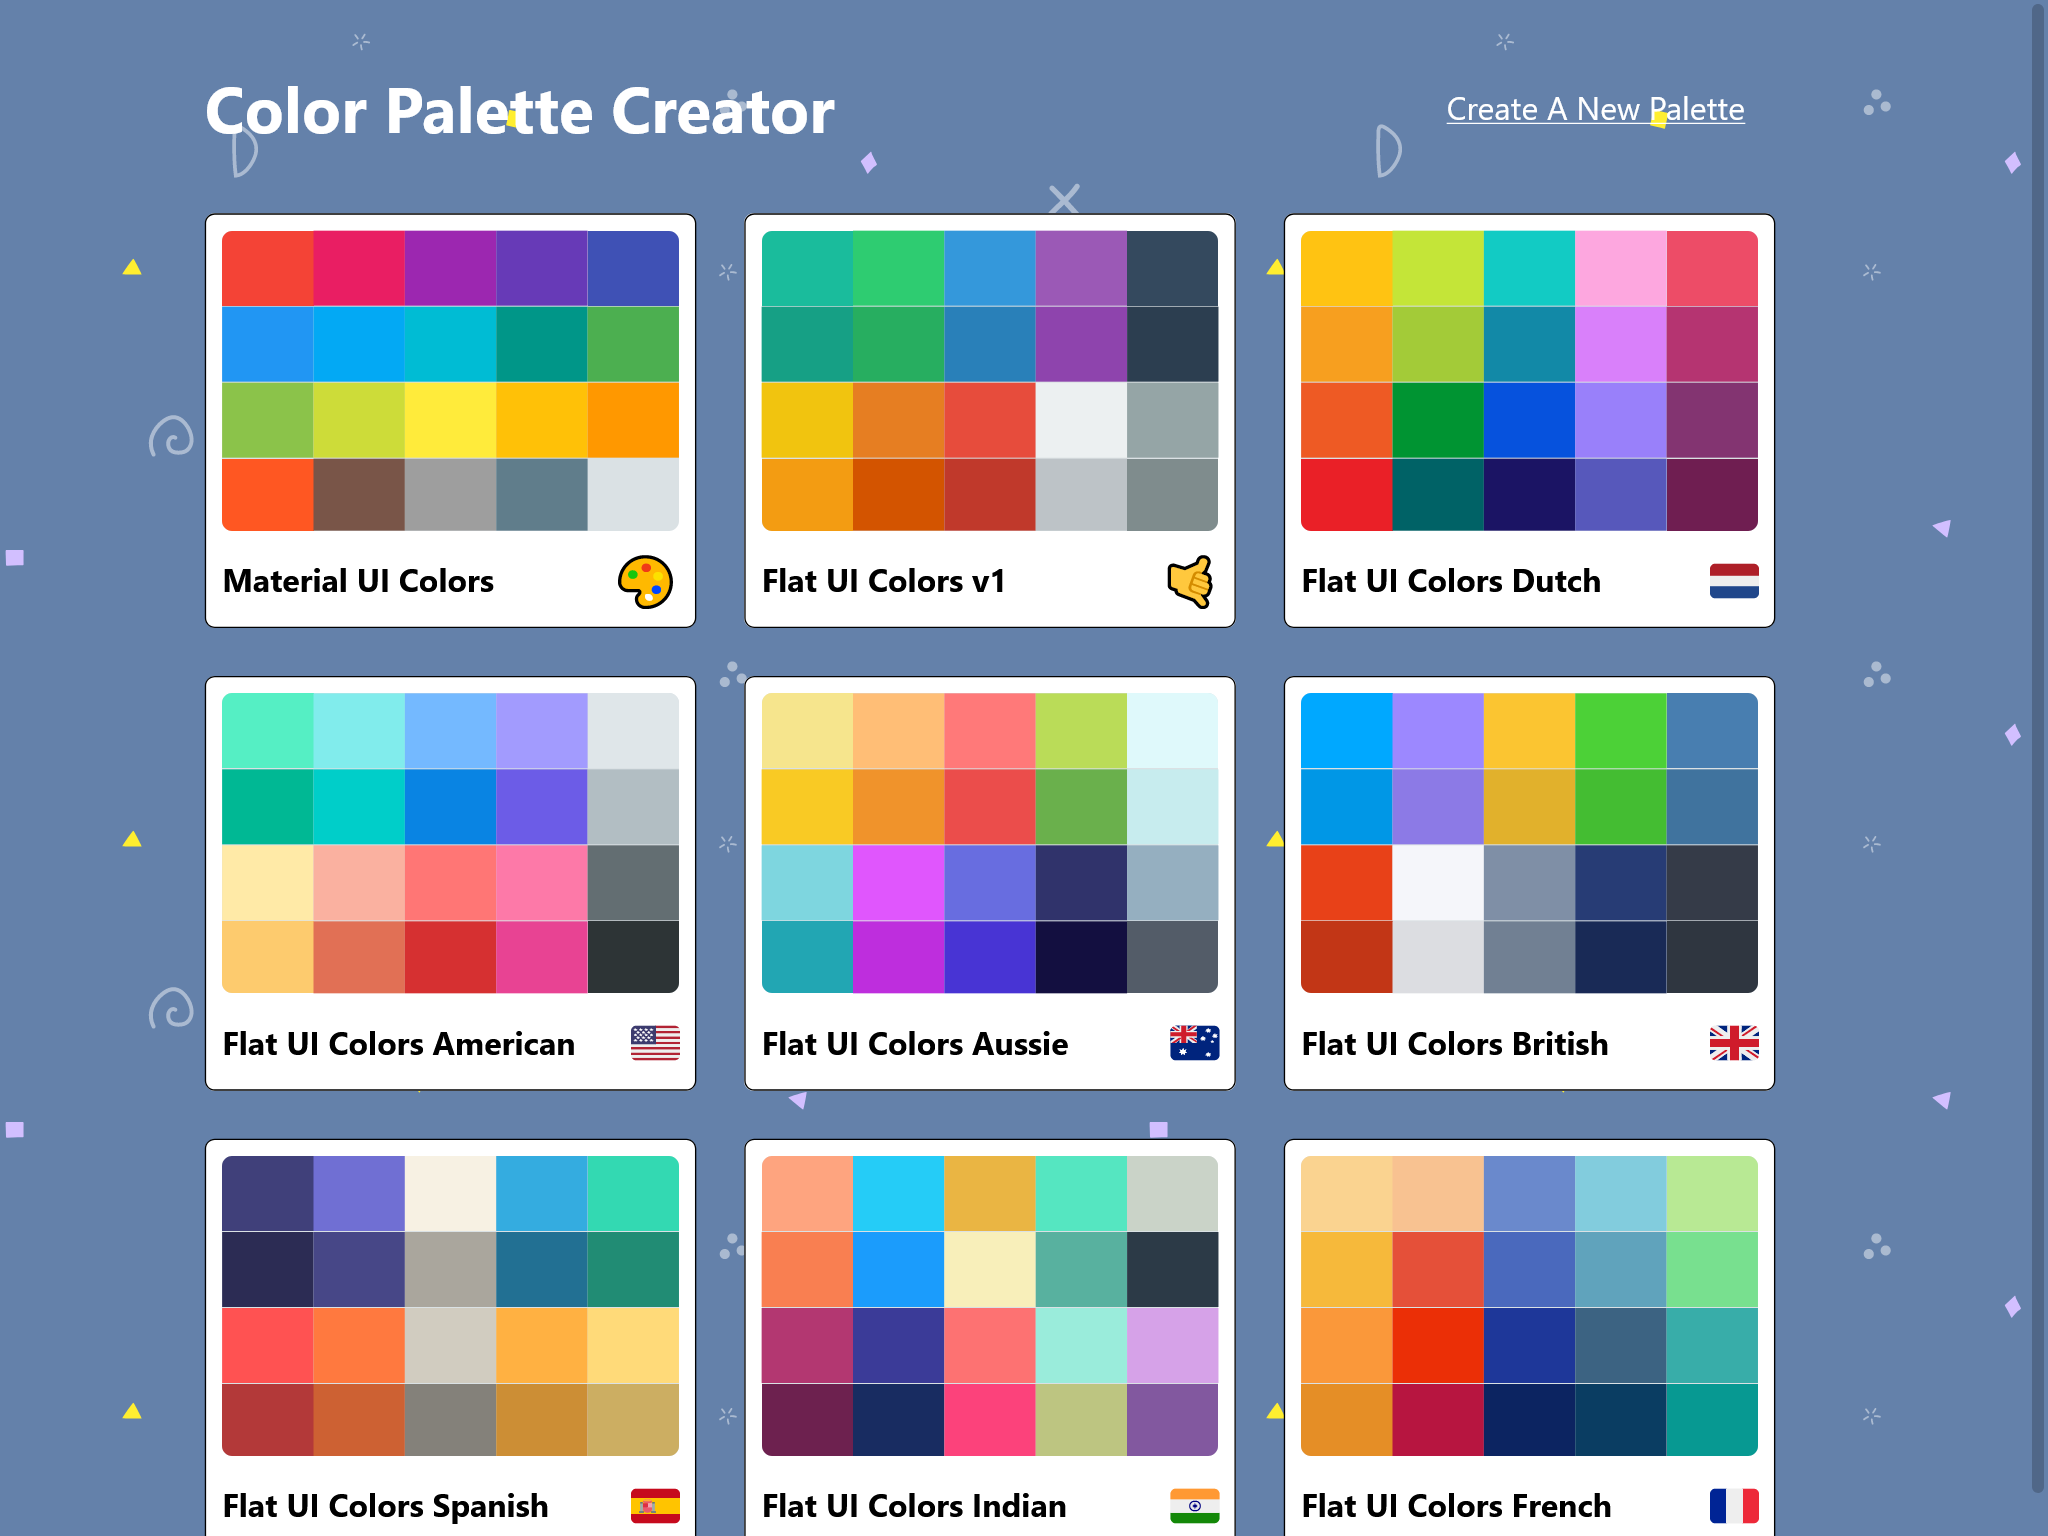 Color Palette Creator
Create A New Palette
Material UI Colors
Flat UI Colors v1
Flat UI Colors Dutch
Flat UI Colors American
Flat UI Colors Aussie
Flat UI Colors British
Flat UI Colors Spanish
Flat UI Colors Indian
Flat UI Colors French